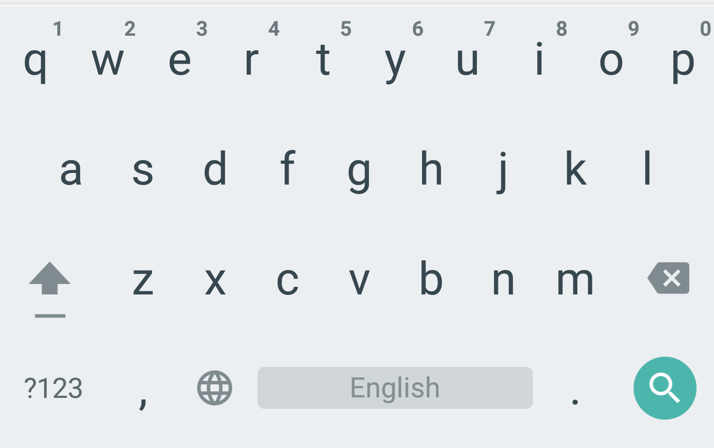 1 2 3 4 5 6 7 8 9 0
q w e r t y u i o p
a s d f g h j k l
z x c v b n m
?123 , English .